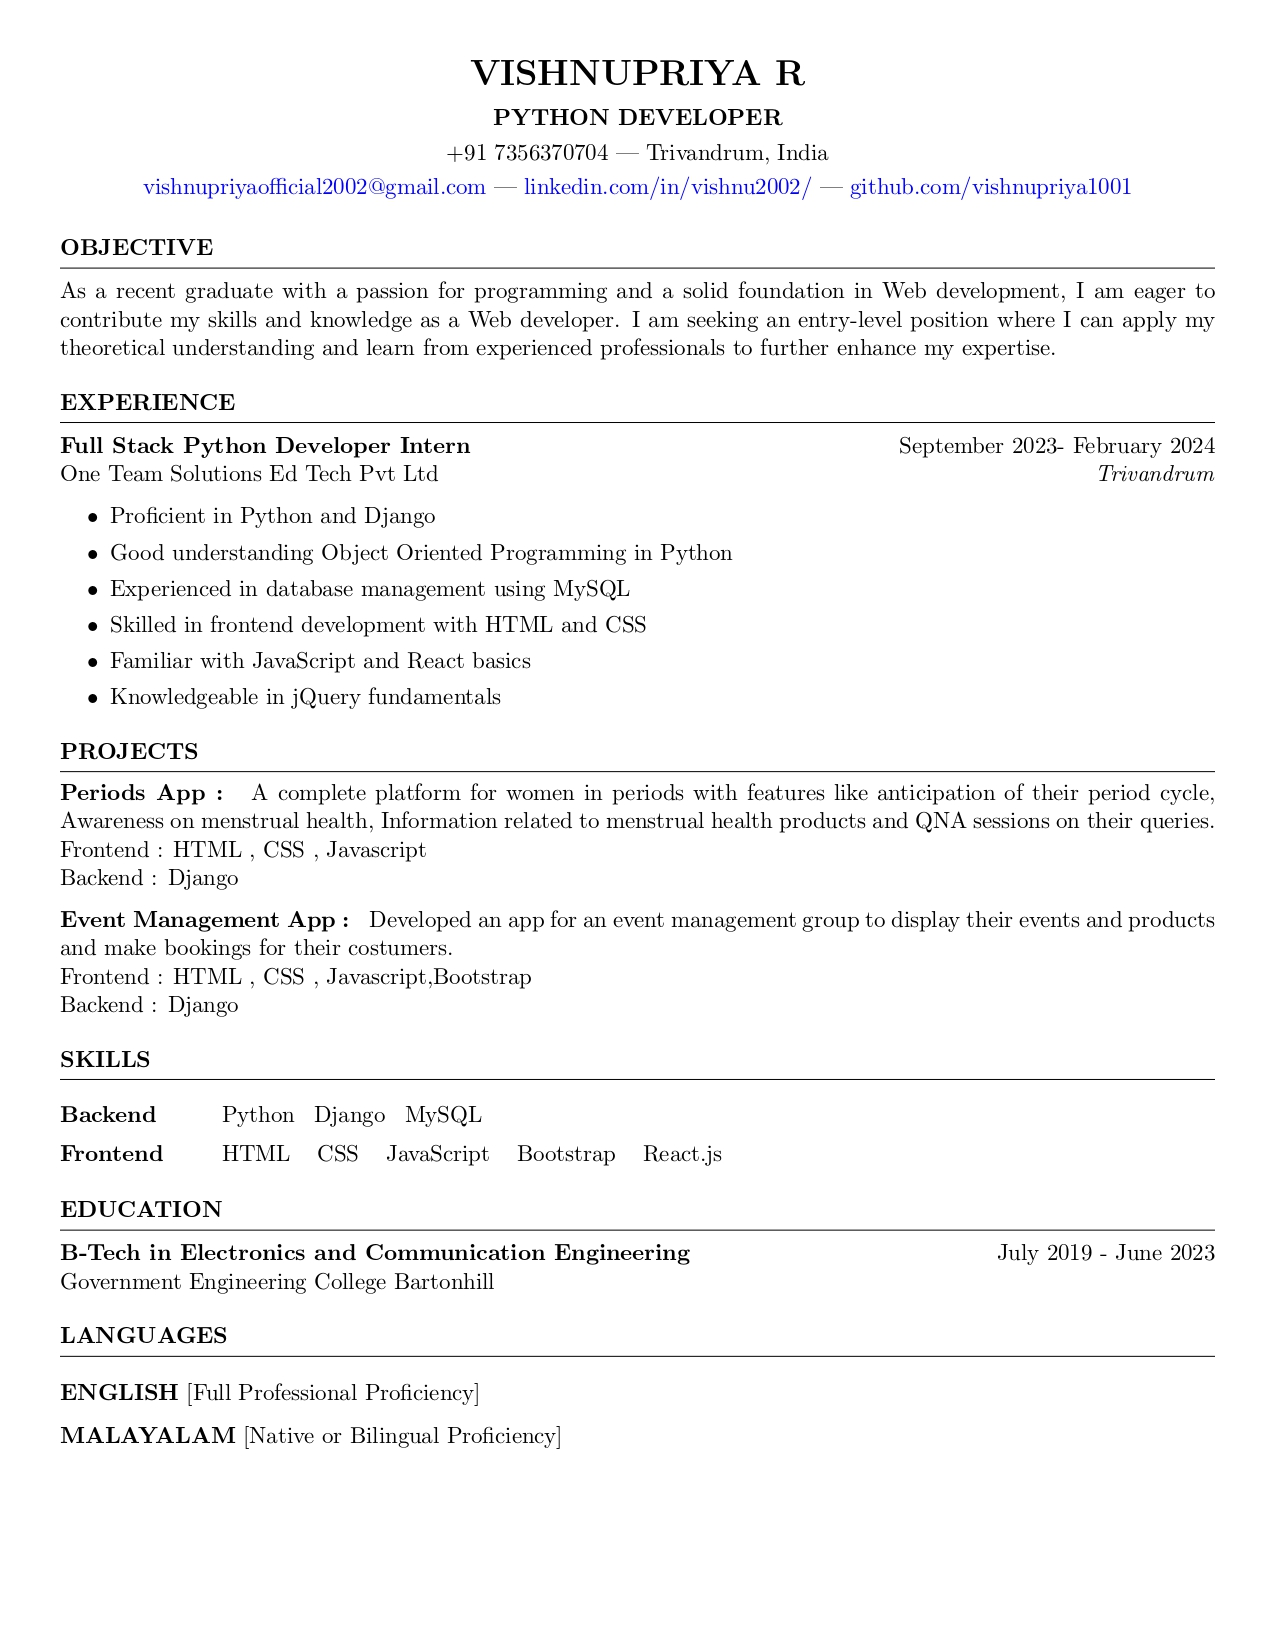 VISHNUPRIYA R
PYTHON DEVELOPER
+91 7356370704 — Trivandrum, India
vishnupriyaofficial2002@gmail.com — linkedin.com/in/vishnu2002/ — github.com/vishnupriya1001
OBJECTIVE
As a recent graduate with a passion for programming and a solid foundation in Web development, I am eager to
contribute my skills and knowledge as a Web developer. I am seeking an entry-level position where I can apply my
theoretical understanding and learn from experienced professionals to further enhance my expertise.
EXPERIENCE
Full Stack Python Developer Intern September 2023- February 2024
One Team Solutions Ed Tech Pvt Ltd Trivandrum
• Proficient in Python and Django
• Good understanding Object Oriented Programming in Python
• Experienced in database management using MySQL
• Skilled in frontend development with HTML and CSS
• Familiar with JavaScript and React basics
• Knowledgeable in jQuery fundamentals
PROJECTS
Periods App : A complete platform for women in periods with features like anticipation of their period cycle,
Awareness on menstrual health, Information related to menstrual health products and QNA sessions on their queries.
Frontend : HTML , CSS , Javascript
Backend : Django
Event Management App : Developed an app for an event management group to display their events and products
and make bookings for their costumers.
Frontend : HTML , CSS , Javascript,Bootstrap
Backend : Django
SKILLS
Backend Python Django MySQL
Frontend HTML CSS JavaScript Bootstrap React.js
EDUCATION
B-Tech in Electronics and Communication Engineering July 2019 - June 2023
Government Engineering College Bartonhill
LANGUAGES
ENGLISH [Full Professional Proficiency]
MALAYALAM [Native or Bilingual Proficiency]